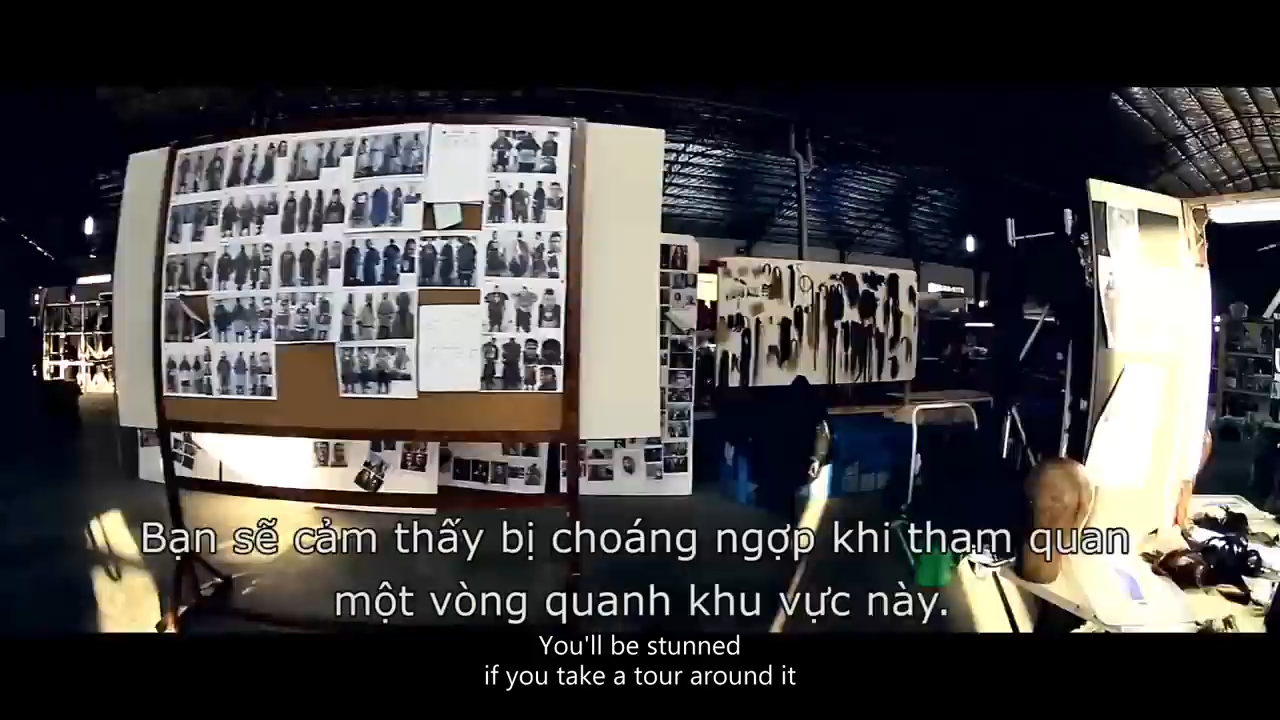 Bạn sẽ cảm thấy bị choáng ngợp khi tham quan
một vòng quanh khu vực này.
You'll be stunned
if you take a tour around it